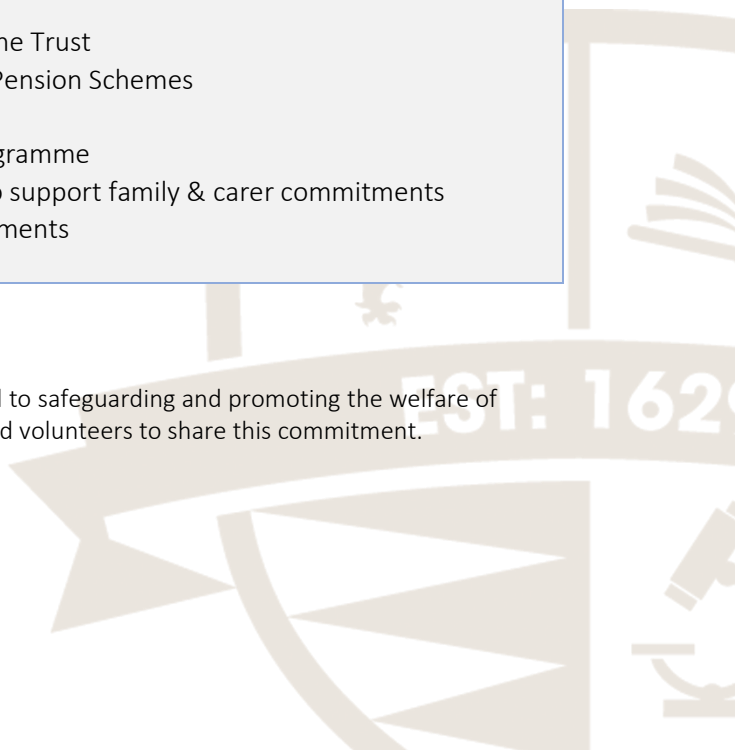 he Trust
Pension Schemes
gramme
o support family & carer commitments
ments
d to safeguarding and promoting the welfare of
EST: 1629
d volunteers to share this commitment.